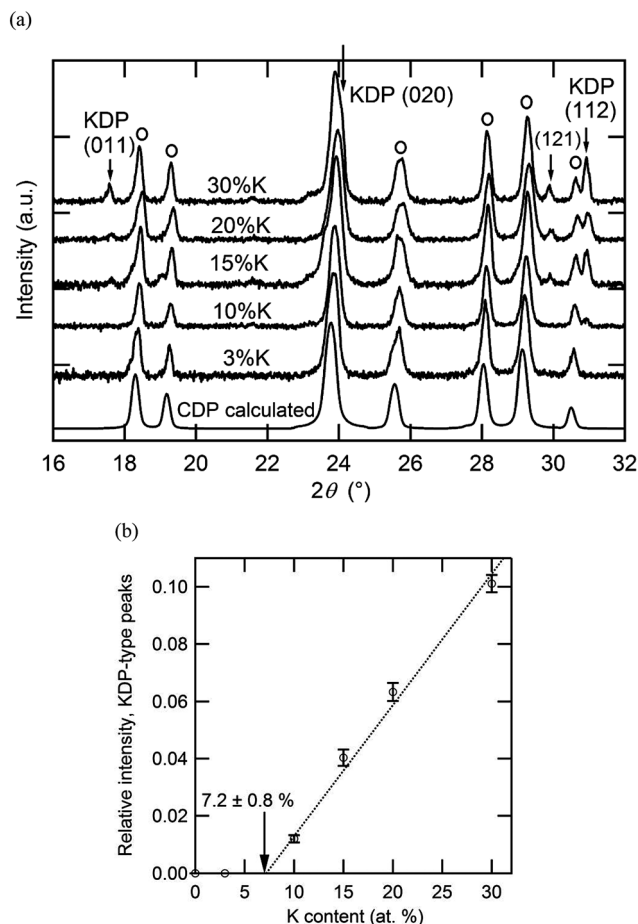 (a)
KDP
(011)
KDP (020)
KDP
(112)
(121)
30%K
20%K
15%K
10%K
3%K
CDP calculated
Intensity (a.u.)
16 18 20 22 24 26 28 30 32
2θ (°)
(b)
Relative intensity, KDP-type peaks
0.10
0.08
0.06
0.04
0.02
0.00
7.2 ± 0.8 %
0 5 10 15 20 25 30
K content (at. %)